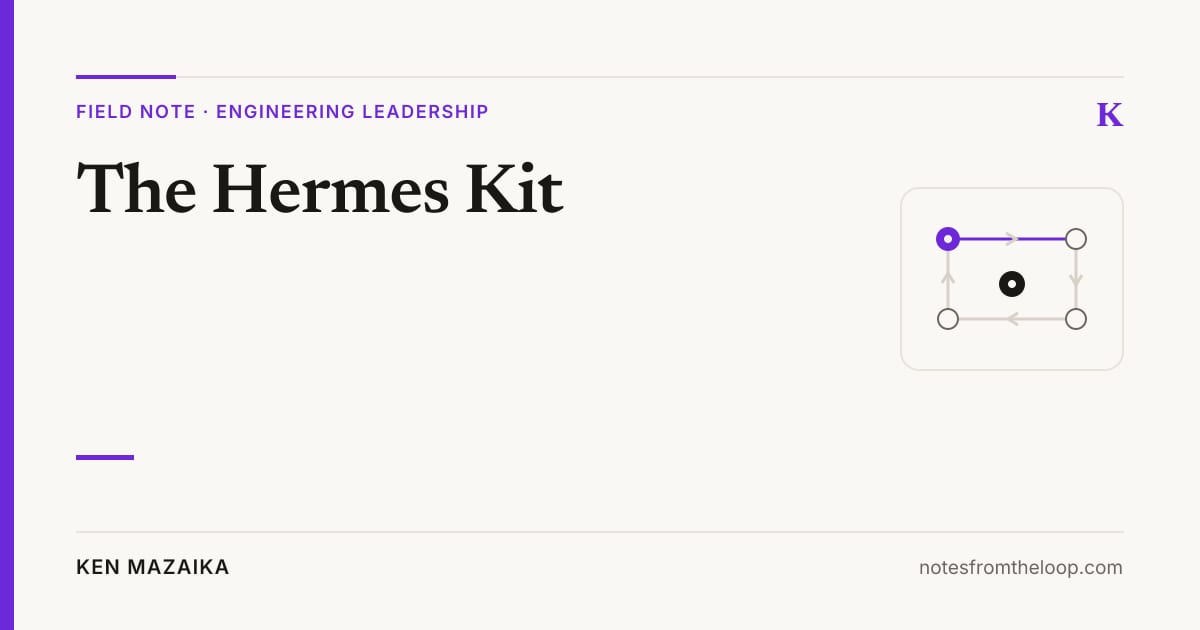 FIELD NOTE · ENGINEERING LEADERSHIP
K
The Hermes Kit
KEN MAZAIKA
notesfromtheloop.com